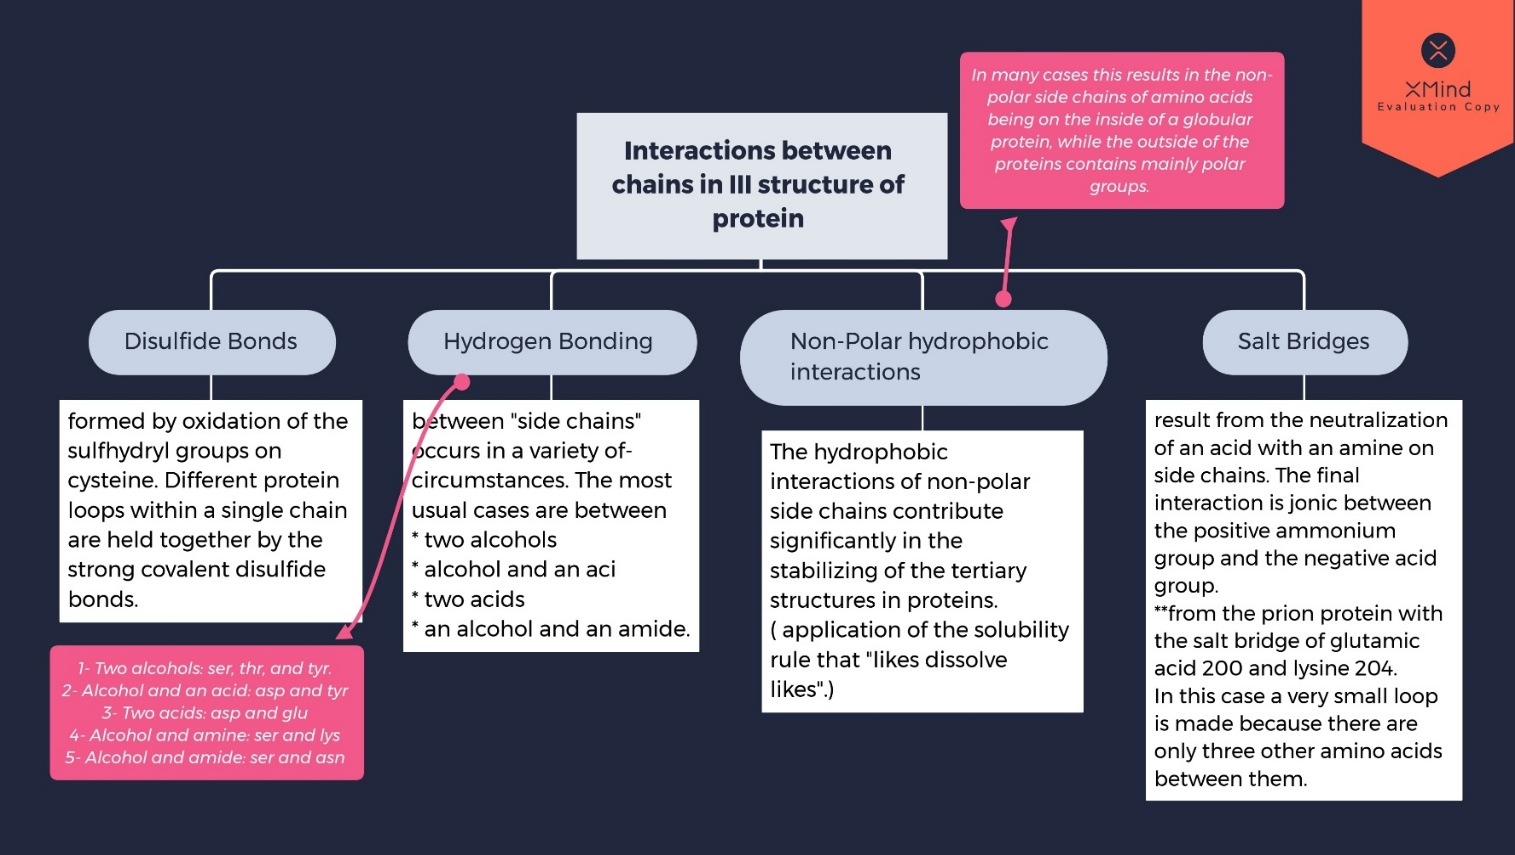 XMind
Evaluation Copy
In many cases this results in the non-
polar side chains of amino acids
being on the inside of a globular
protein, while the outside of the
proteins contains mainly polar
groups.
Interactions between
chains in III structure of
protein
Disulfide Bonds
formed by oxidation of the
sulfhydryl groups on
cysteine. Different protein
loops within a single chain
are held together by the
strong covalent disulfide
bonds.
Hydrogen Bonding
between "side chains"
occurs in a variety of-
circumstances. The most
usual cases are between
* two alcohols
* alcohol and an aci
* two acids
* an alcohol and an amide.
1- Two alcohols: ser, thr, and tyr.
2- Alcohol and an acid: asp and tyr
3- Two acids: asp and glu
4- Alcohol and amine: ser and lys
5- Alcohol and amide: ser and asn
Non-Polar hydrophobic
interactions
The hydrophobic
interactions of non-polar
side chains contribute
significantly in the
stabilizing of the tertiary
structures in proteins.
( application of the solubility
rule that "likes dissolve
likes".)
Salt Bridges
result from the neutralization
of an acid with an amine on
side chains. The final
interaction is jonic between
the positive ammonium
group and the negative acid
group.
**from the prion protein with
the salt bridge of glutamic
acid 200 and lysine 204.
In this case a very small loop
is made because there are
only three other amino acids
between them.